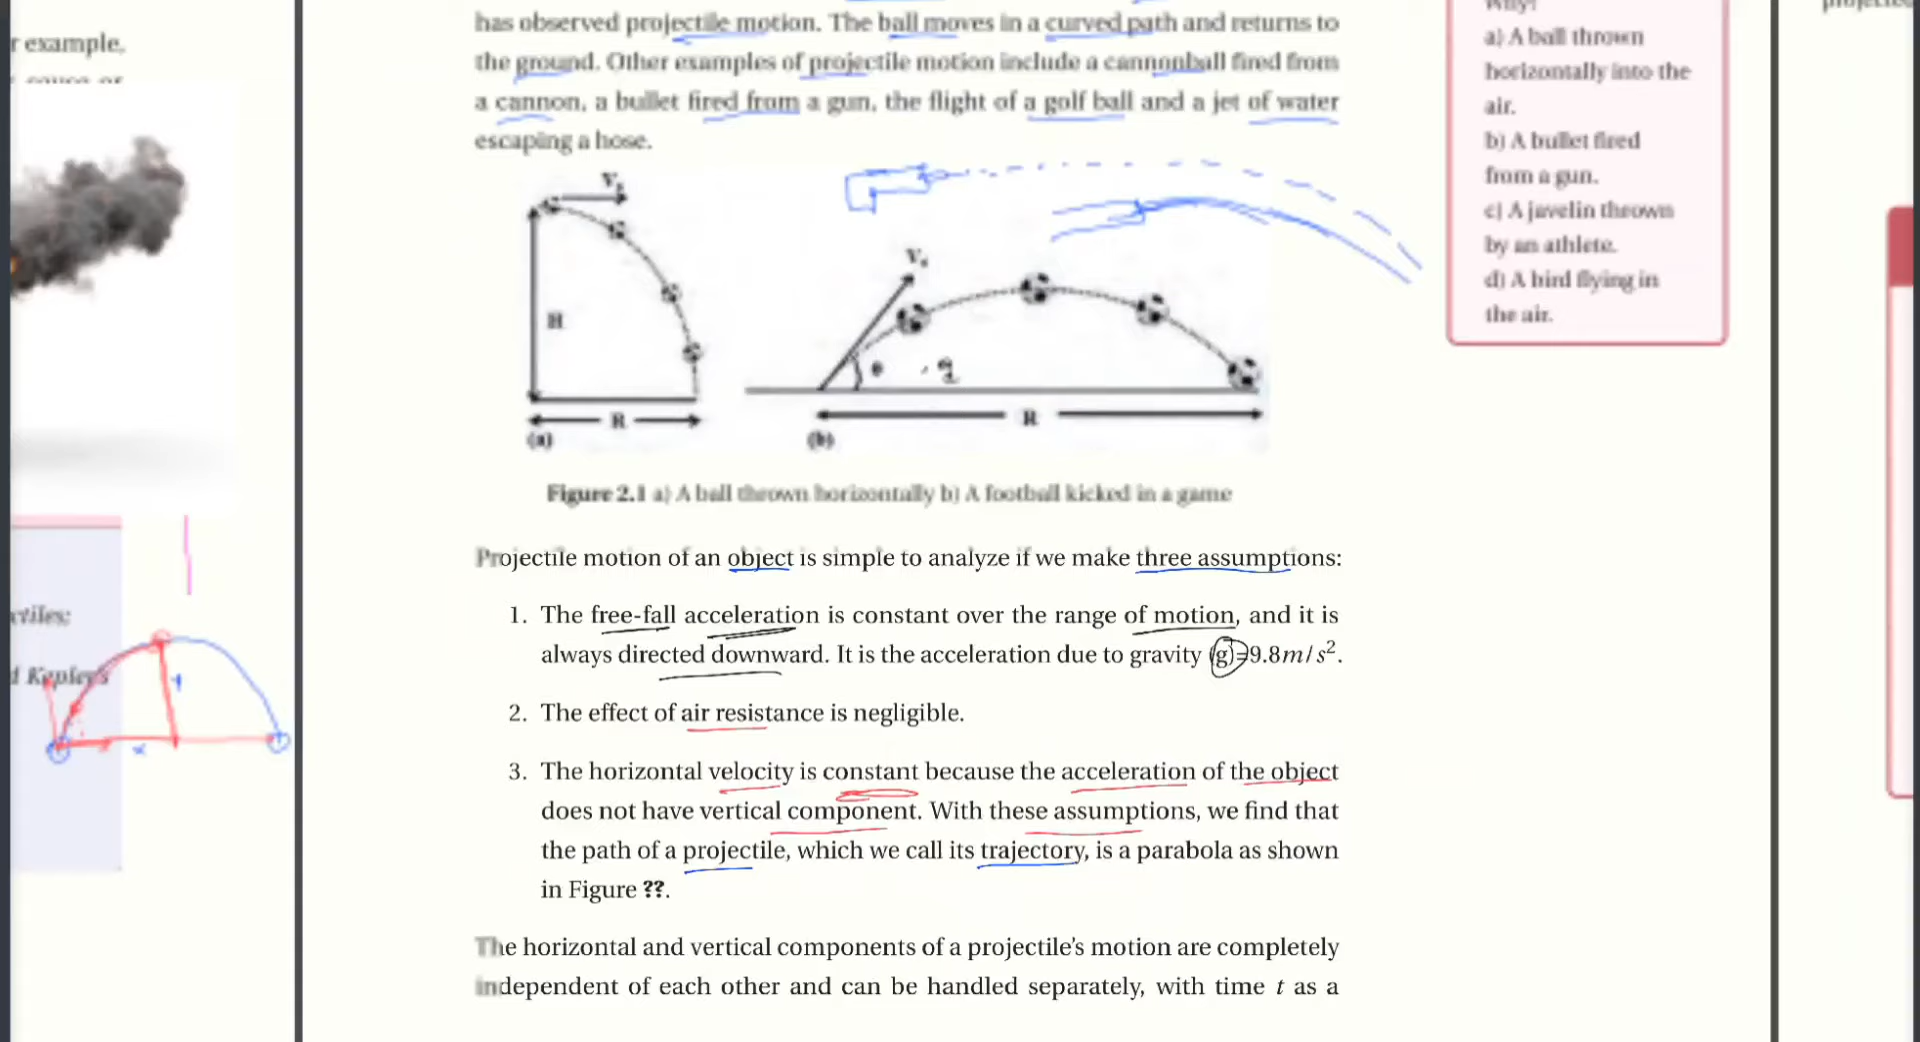 r example.
has observed projectile motion. The ball moves in a curved path and returns to
the ground. Other examples of projectile motion include a cannonball fired from
a cannon, a bullet fired from a gun, the flight of a golf ball and a jet of water
escaping a hose.
H
R
(a)
θ
R
(b)
Figure 2.1 a) A ball thrown horizontally b) A football kicked in a game
Projectile motion of an object is simple to analyze if we make three assumptions:
1. The free-fall acceleration is constant over the range of motion, and it is
always directed downward. It is the acceleration due to gravity (g)=9.8m/s².
2. The effect of air resistance is negligible.
3. The horizontal velocity is constant because the acceleration of the object
does not have vertical component. With these assumptions, we find that
the path of a projectile, which we call its trajectory, is a parabola as shown
in Figure ??.
The horizontal and vertical components of a projectile's motion are completely
independent of each other and can be handled separately, with time t as a
Why?
a) A ball thrown
horizontally into the
air.
b) A bullet fired
from a gun.
c) A javelin thrown
by an athlete.
d) A bird flying in
the air.
ctiles:
d Kepler's
x